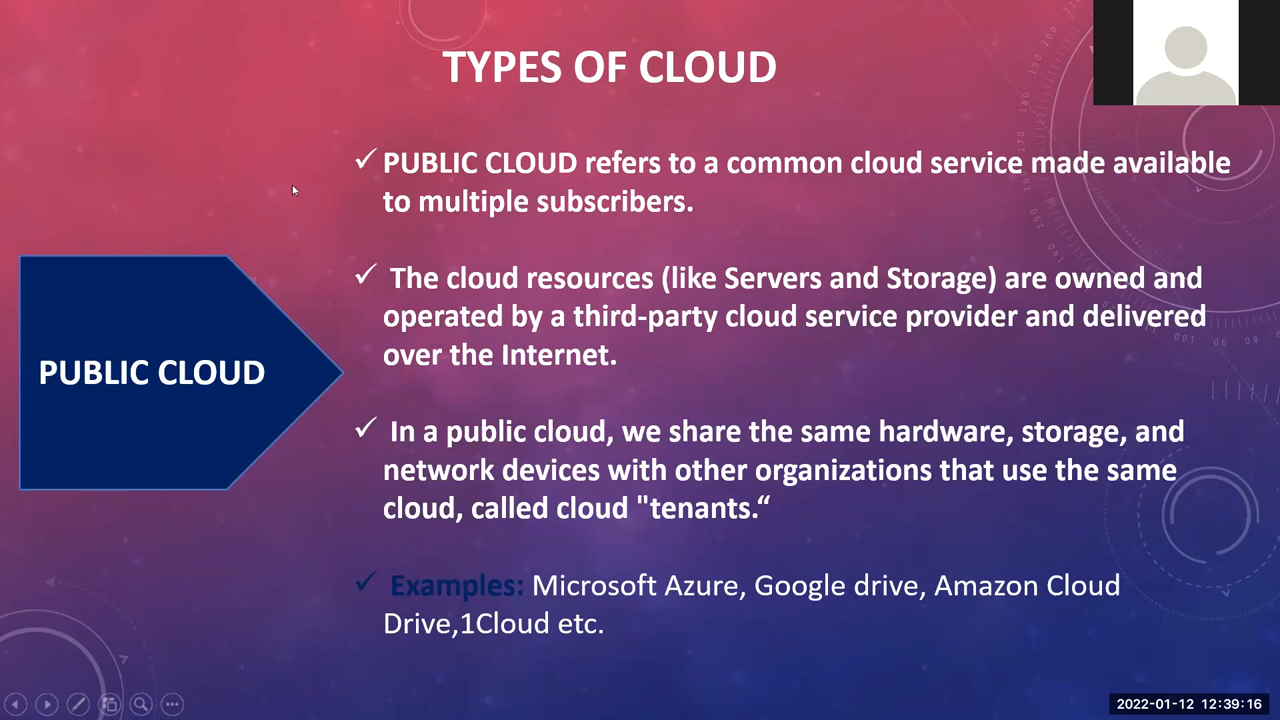 TYPES OF CLOUD
✓ PUBLIC CLOUD refers to a common cloud service made available
to multiple subscribers.
✓ The cloud resources (like Servers and Storage) are owned and
operated by a third-party cloud service provider and delivered
over the Internet.
PUBLIC CLOUD
✓ In a public cloud, we share the same hardware, storage, and
network devices with other organizations that use the same
cloud, called cloud "tenants.“
✓ Examples: Microsoft Azure, Google drive, Amazon Cloud
Drive,1Cloud etc.
2022-01-12 12:39:16